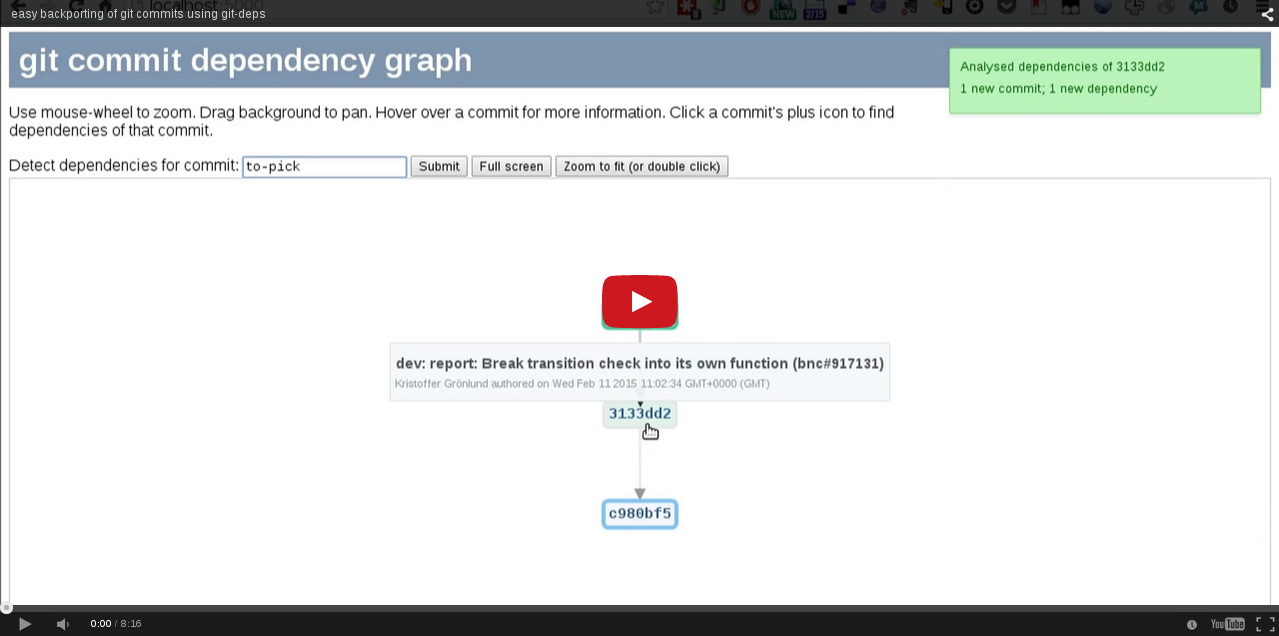 easy backporting of git commits using git-deps
NEW
2/15
git commit dependency graph
Analysed dependencies of 3133dd2
1 new commit; 1 new dependency
Use mouse-wheel to zoom. Drag background to pan. Hover over a commit for more information. Click a commit's plus icon to find
dependencies of that commit.
Detect dependencies for commit: to-pick Submit Full screen Zoom to fit (or double click)
dev: report: Break transition check into its own function (bnc#917131)
Kristoffer Grönlund authored on Wed Feb 11 2015 11:02:34 GMT+0000 (GMT)
3133dd2
c980bf5
0:00 / 8:16
YouTube